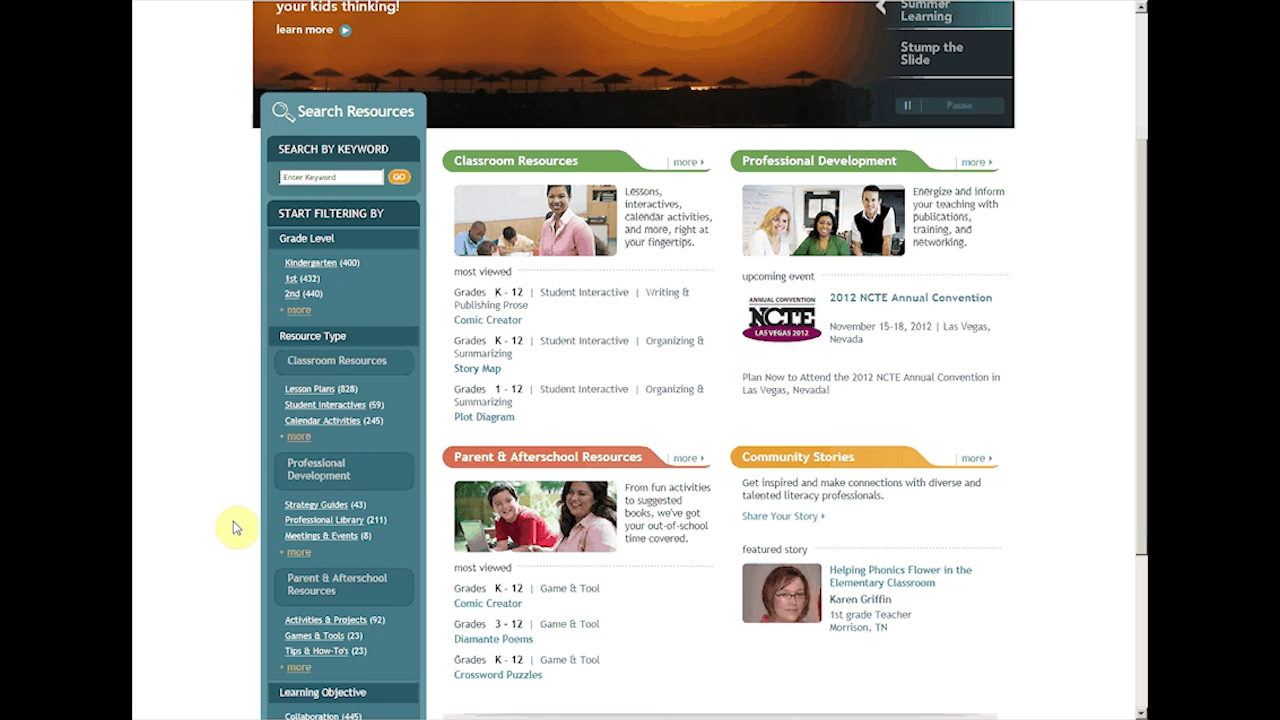 your kids thinking!
learn more
Summer
Learning
Stump the
Slide
Pause
Search Resources
SEARCH BY KEYWORD
Enter Keyword GO
START FILTERING BY
Grade Level
Kindergarten (400)
1st (432)
2nd (440)
+ more
Resource Type
Classroom Resources
Lesson Plans (828)
Student Interactives (59)
Calendar Activities (245)
+ more
Professional
Development
Strategy Guides (43)
Professional Library (211)
Meetings & Events (8)
+ more
Parent & Afterschool
Resources
Activities & Projects (92)
Games & Tools (23)
Tips & How-To's (23)
+ more
Learning Objective
Collaboration (445)
Classroom Resources | more
Lessons,
interactives,
calendar activities,
and more, right at
your fingertips.
most viewed
Grades K - 12 | Student Interactive | Writing &
Publishing Prose
Comic Creator
Grades K - 12 | Student Interactive | Organizing &
Summarizing
Story Map
Grades 1 - 12 | Student Interactive | Organizing &
Summarizing
Plot Diagram
Professional Development | more
Energize and inform
your teaching with
publications,
training, and
networking.
upcoming event
ANNUAL CONVENTION
NCTE
LAS VEGAS 2012
2012 NCTE Annual Convention
November 15-18, 2012 | Las Vegas,
Nevada
Plan Now to Attend the 2012 NCTE Annual Convention in
Las Vegas, Nevada!
Parent & Afterschool Resources | more
From fun activities
to suggested
books, we've got
your out-of-school
time covered.
most viewed
Grades K - 12 | Game & Tool
Comic Creator
Grades 3 - 12 | Game & Tool
Diamante Poems
Grades K - 12 | Game & Tool
Crossword Puzzles
Community Stories | more
Get inspired and make connections with diverse and
talented literacy professionals.
Share Your Story
featured story
Helping Phonics Flower in the
Elementary Classroom
Karen Griffin
1st grade Teacher
Morrison, TN